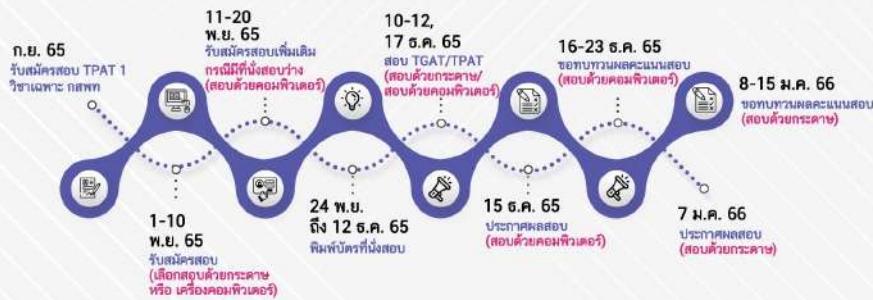 ก.ย. 65
รับสมัครสอบ TPAT 1
วิชาเฉพาะ กสพท
1-10
พ.ย. 65
รับสมัครสอบ
(เลือกสอบด้วยกระดาษ
หรือ เครื่องคอมพิวเตอร์)
11-20
พ.ย. 65
รับสมัครสอบเพิ่มเติม
กรณีมีที่นั่งสอบว่าง
(สอบด้วยคอมพิวเตอร์)
24 พ.ย.
ถึง 12 ธ.ค. 65
พิมพ์บัตรที่นั่งสอบ
10-12,
17 ธ.ค. 65
สอบ TGAT/TPAT
(สอบด้วยกระดาษ/
สอบด้วยคอมพิวเตอร์)
15 ธ.ค. 65
ประกาศผลสอบ
(สอบด้วยคอมพิวเตอร์)
16-23 ธ.ค. 65
ขอทบทวนผลคะแนนสอบ
(สอบด้วยคอมพิวเตอร์)
7 ม.ค. 66
ประกาศผลสอบ
(สอบด้วยกระดาษ)
8-15 ม.ค. 66
ขอทบทวนผลคะแนนสอบ
(สอบด้วยกระดาษ)